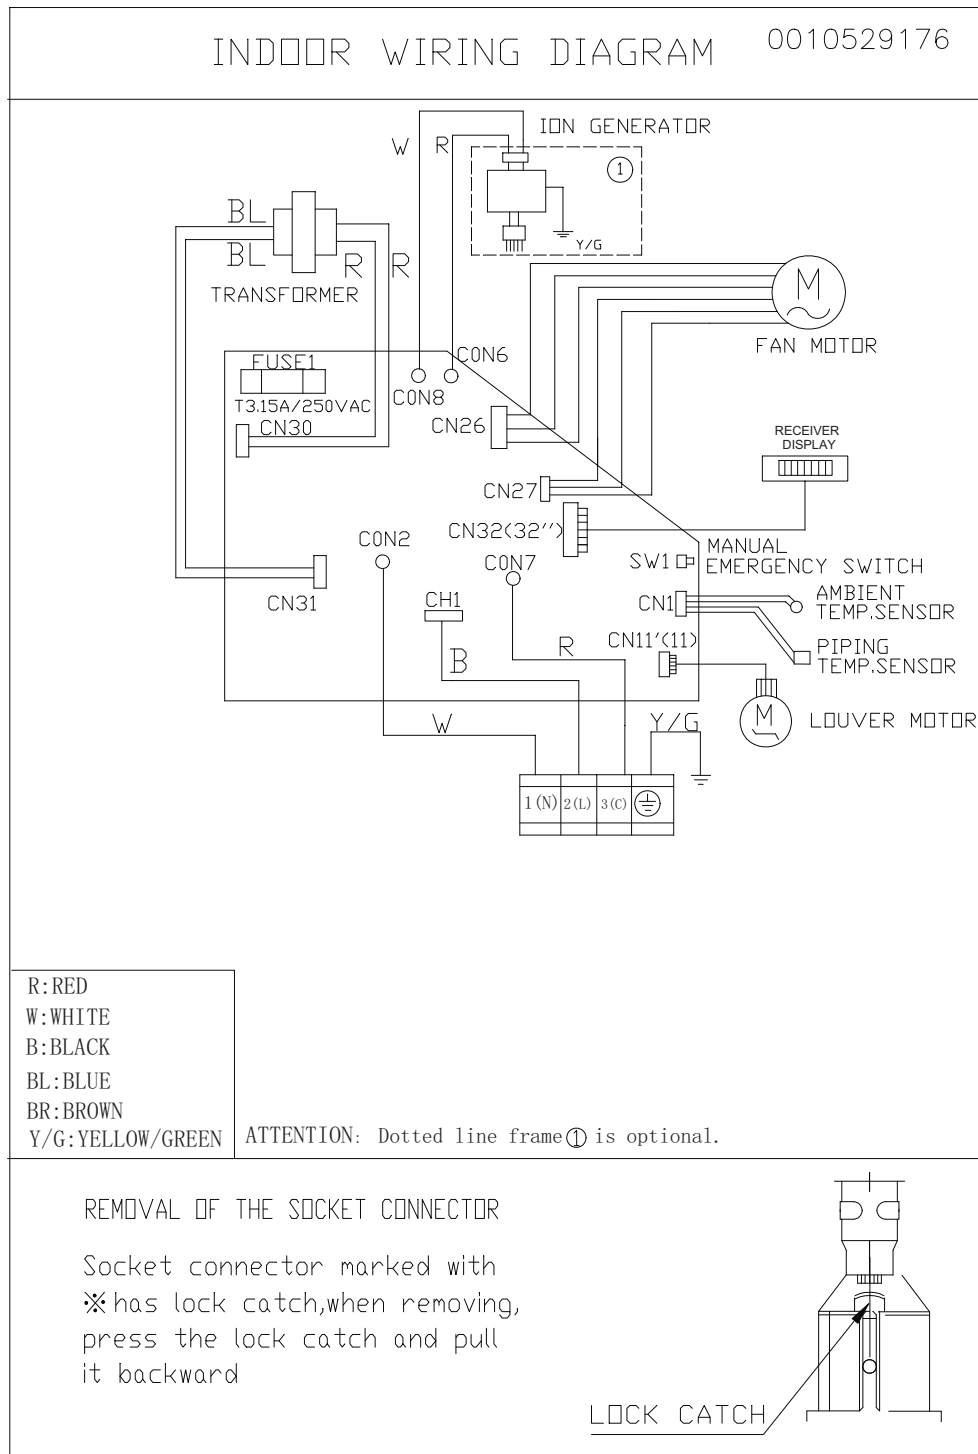 INDOOR WIRING DIAGRAM
0010529176
ION GENERATOR
W
R
1
BL
BL
R
R
Y/G
TRANSFORMER
M
FAN MOTOR
FUSE1
T3.15A/250VAC
CON6
CON8
CN30
CN26
RECEIVER
DISPLAY
CN27
CN32(32'')
CON2
CON7
SW1
MANUAL
EMERGENCY SWITCH
CN31
CH1
CN1
AMBIENT
TEMP.SENSOR
CN11'(11)
PIPING
TEMP.SENSOR
B
R
W
Y/G
M
LOUVER MOTOR
1(N) 2(L) 3(C)
R:RED
W:WHITE
B:BLACK
BL:BLUE
BR:BROWN
Y/G:YELLOW/GREEN
ATTENTION: Dotted line frame① is optional.
REMOVAL OF THE SOCKET CONNECTOR
Socket connector marked with
※has lock catch,when removing,
press the lock catch and pull
it backward
LOCK CATCH